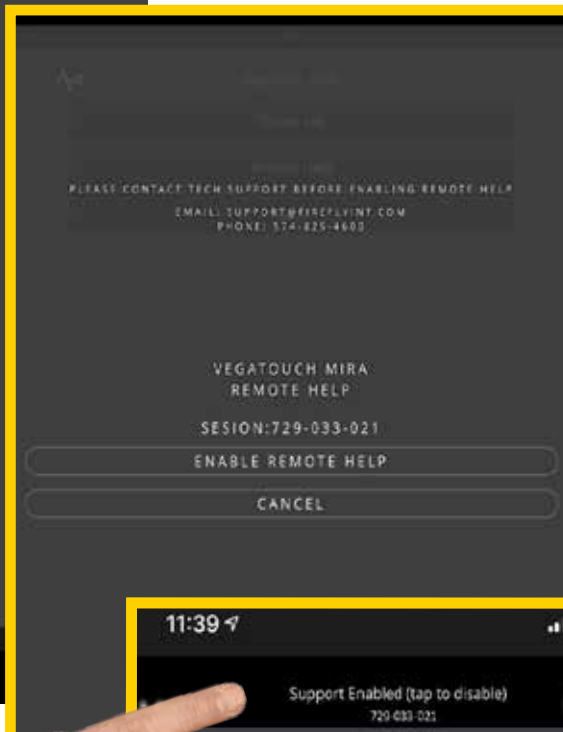 PLEASE CONTACT TECH SUPPORT BEFORE ENABLING REMOTE HELP
EMAIL: SUPPORT@FIREFLYINT.COM
PHONE: 574-825-4600
VEGATOUCH MIRA
REMOTE HELP
SESION:729-033-021
ENABLE REMOTE HELP
CANCEL
11:39
Support Enabled (tap to disable)
729-033-021